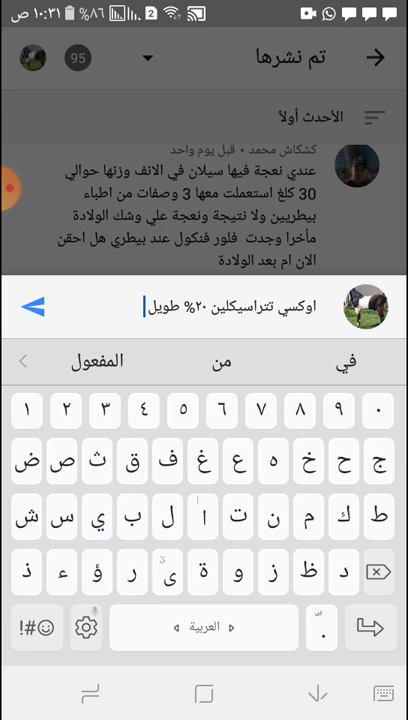 ١٠:٣١ ص
%٨٦
2
تم نشرها
95
الأحدث أولاً
كشكاش محمد • قبل يوم واحد
عندي نعجة فيها سيلان في الانف وزنها حوالي
30 كلغ استعملت معها 3 وصفات من اطباء
بيطريين ولا نتيجة ونعجة علي وشك الولادة
مأخرا وجدت فلور فنكول عند بيطري هل احقن
الان ام بعد الولادة
اوكسي تتراسيكلين ٢٠% طويل
في
من
المفعول
١ ٢ ٣ ٤ ٥ ٦ ٧ ٨ ٩ ٠
ج ح خ ه ع غ ف ق ث ص ض
ط ك م ن ت ا ل ب ي س ش
د ظ ز و ة ى ر ؤ ء ذ
!#☺
العربية
.